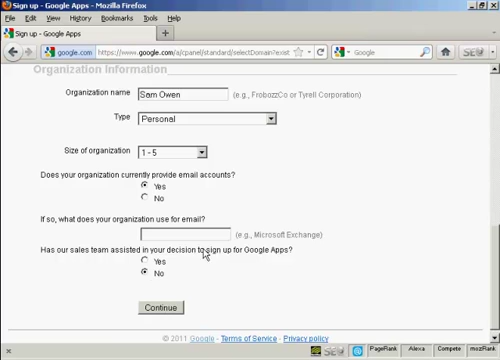 Sign up - Google Apps - Mozilla Firefox
File Edit View History Bookmarks Tools Help
Sign up - Google Apps
google.com https://www.google.com/a/cpanel/standard/selectDomain?exist
Google
Organization Information
Organization name Sam Owen (e.g., FrobozzCo or Tyrell Corporation)
Type Personal
Size of organization 1 - 5
Does your organization currently provide email accounts?
Yes
No
If so, what does your organization use for email?
(e.g., Microsoft Exchange)
Has our sales team assisted in your decision to sign up for Google Apps?
Yes
No
Continue
© 2011 Google - Terms of Service - Privacy policy
PageRank Alexa Compete mozRank